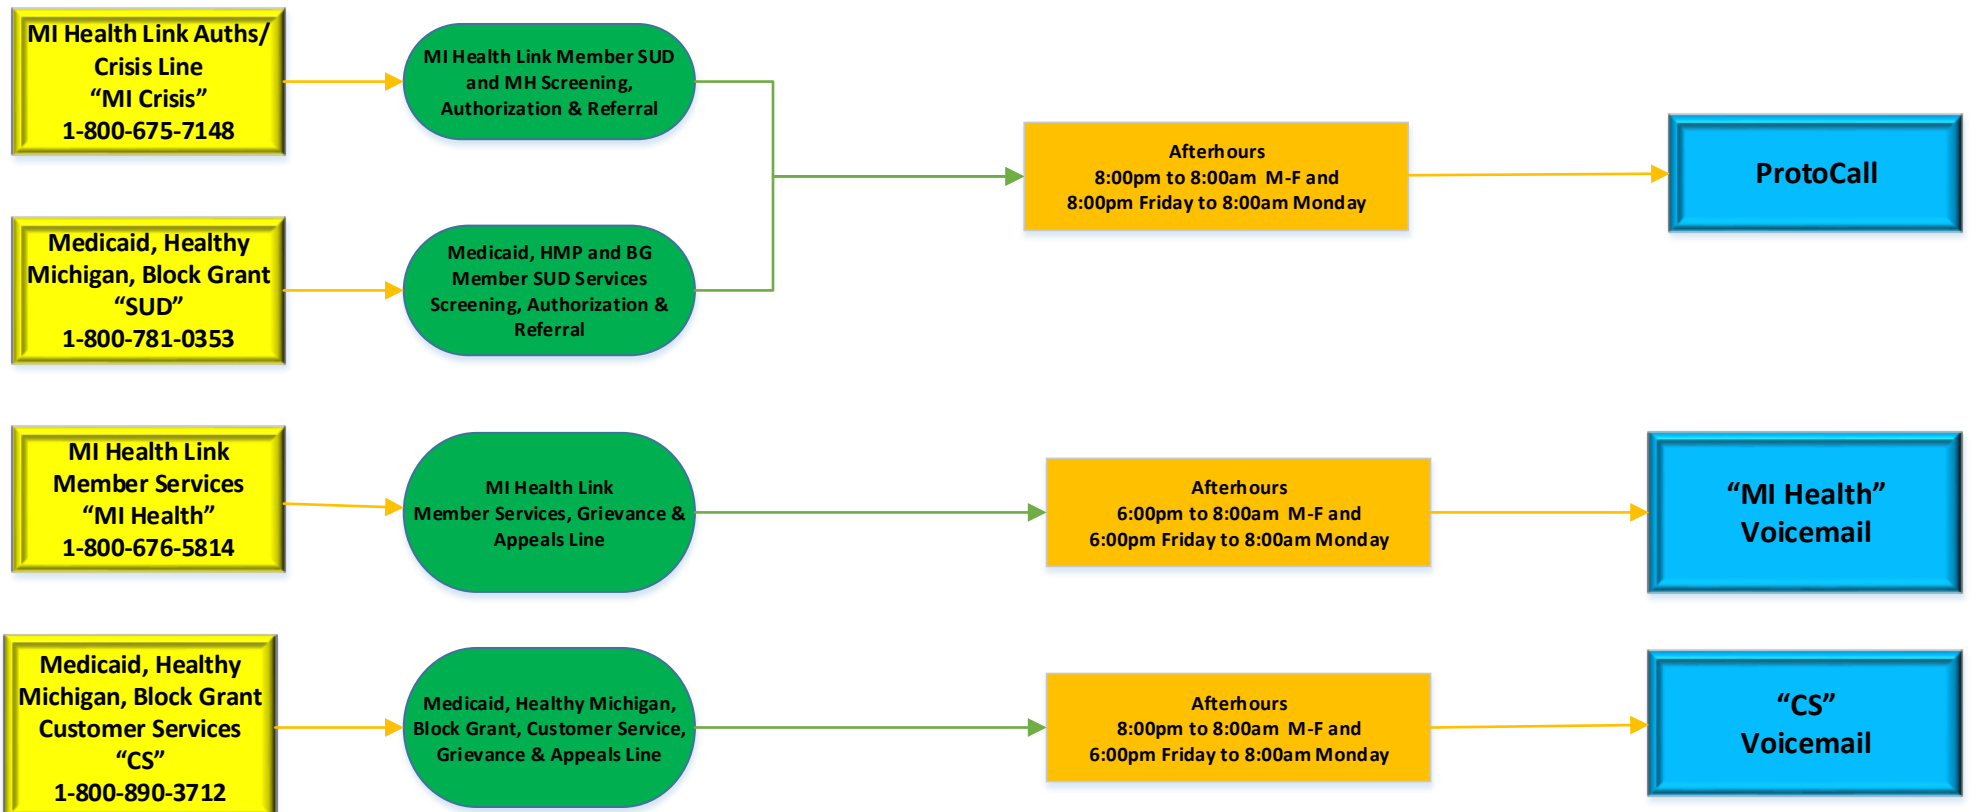 MI Health Link Auths/
Crisis Line
“MI Crisis”
1-800-675-7148
MI Health Link Member SUD
and MH Screening,
Authorization & Referral
Afterhours
8:00pm to 8:00am M-F and
8:00pm Friday to 8:00am Monday
ProtoCall
Medicaid, Healthy
Michigan, Block Grant
“SUD”
1-800-781-0353
Medicaid, HMP and BG
Member SUD Services
Screening, Authorization &
Referral
MI Health Link
Member Services
“MI Health”
1-800-676-5814
MI Health Link
Member Services, Grievance &
Appeals Line
Afterhours
6:00pm to 8:00am M-F and
6:00pm Friday to 8:00am Monday
“MI Health”
Voicemail
Medicaid, Healthy
Michigan, Block Grant
Customer Services
“CS”
1-800-890-3712
Medicaid, Healthy Michigan,
Block Grant, Customer Service,
Grievance & Appeals Line
Afterhours
8:00pm to 8:00am M-F and
6:00pm Friday to 8:00am Monday
“CS”
Voicemail